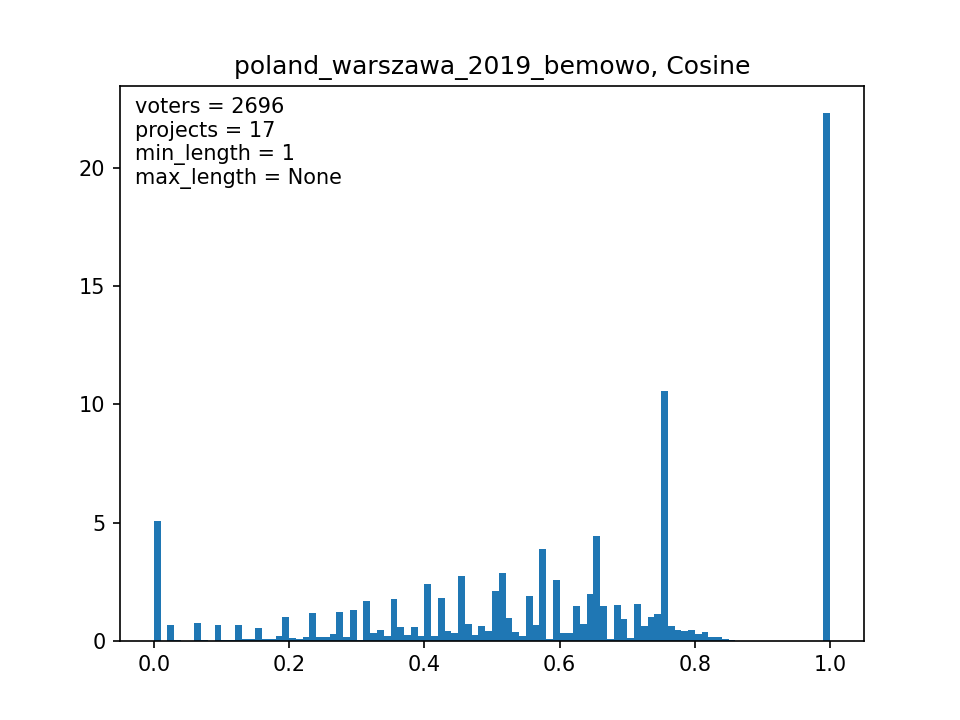 poland_warszawa_2019_bemowo, Cosine
voters = 2696
projects = 17
min_length = 1
max_length = None
20
15
10
5
0
0.0 0.2 0.4 0.6 0.8 1.0